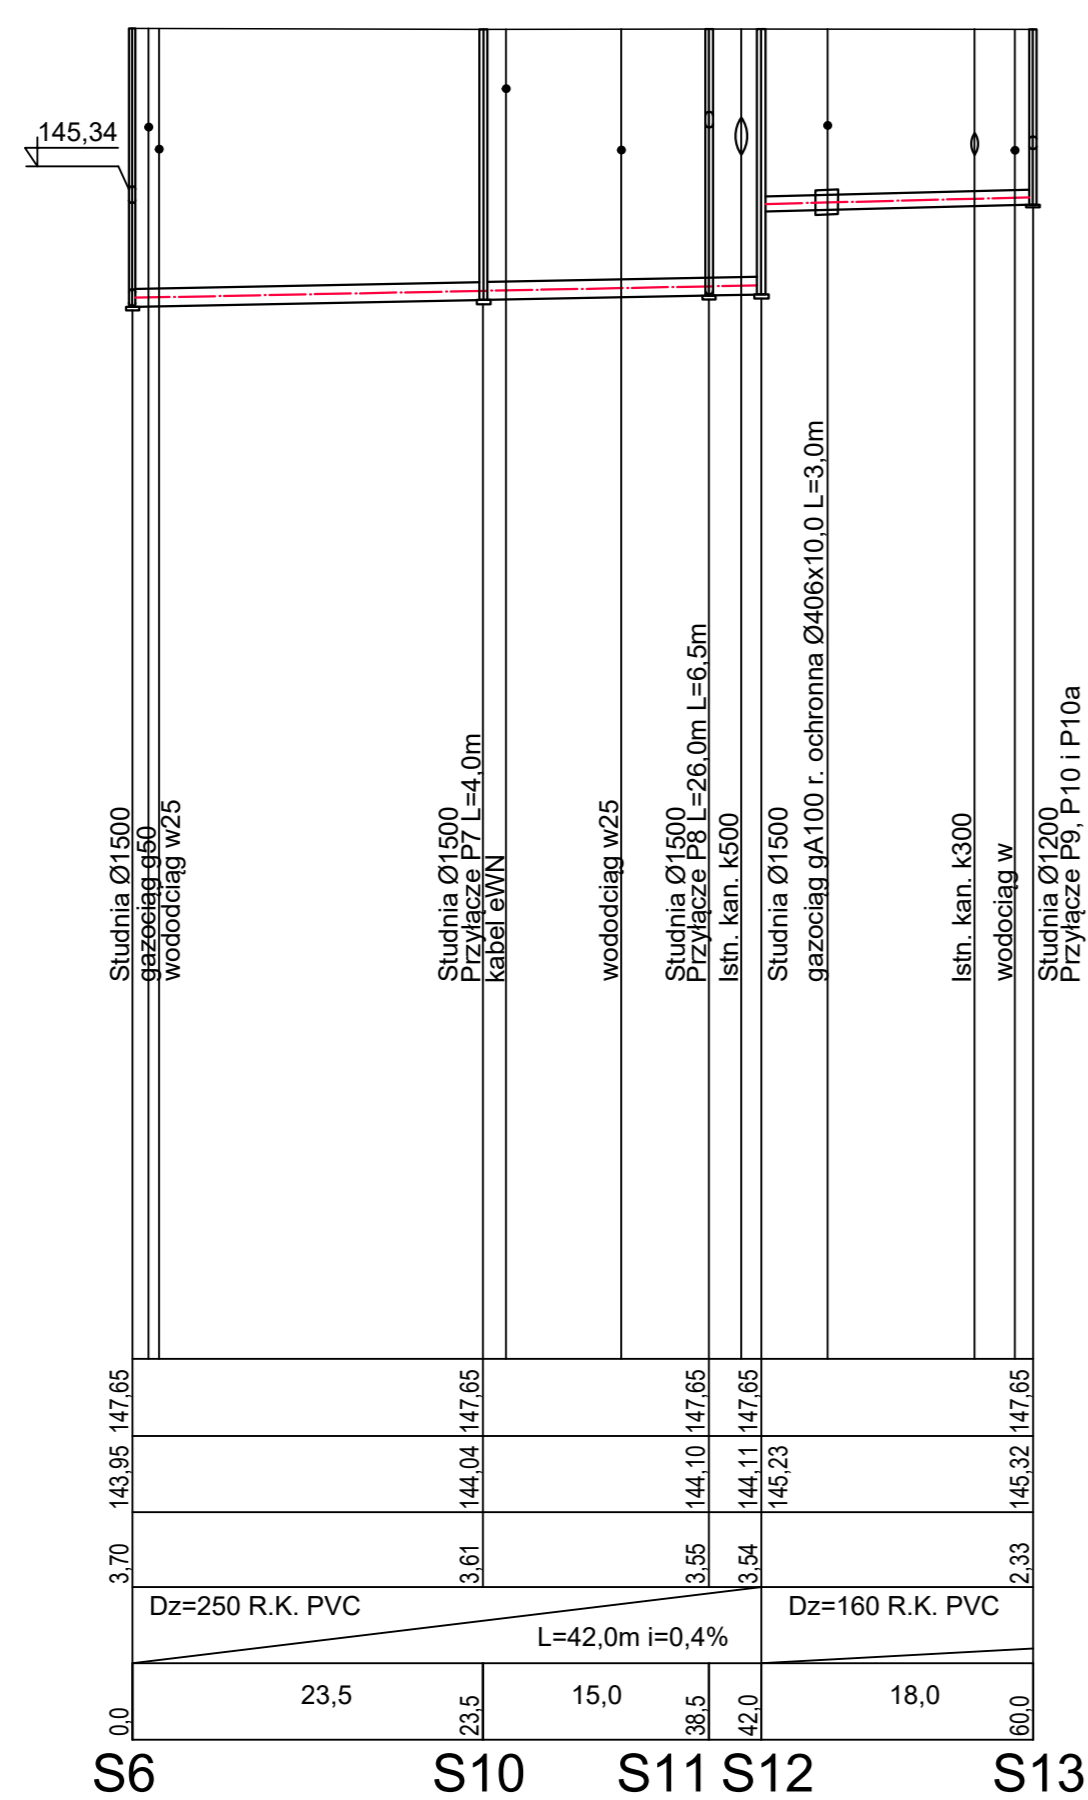 145,34
Studnia Ø1500
gazociąg g50
wododciąg w25
Studnia Ø1500
Przyłącze P7 L=4,0m
kabel eWN
wododciąg w25
Studnia Ø1500
Przyłącze P8 L=26,0m L=6,5m
Istn. kan. k500
Studnia Ø1500
gazociąg gA100 r. ochronna Ø406x10,0 L=3,0m
Istn. kan. k300
wodociąg w
Studnia Ø1200
Przyłącze P9, P10 i P10a
147,65 147,65 147,65 147,65 147,65
143,95 144,04 144,10 144,11 145,23 145,32
3,70 3,61 3,55 3,54 2,33
Dz=250 R.K. PVC Dz=160 R.K. PVC
L=42,0m i=0,4%
23,5 15,0 18,0
0,0 23,5 38,5 42,0 60,0
S6 S10 S11 S12 S13